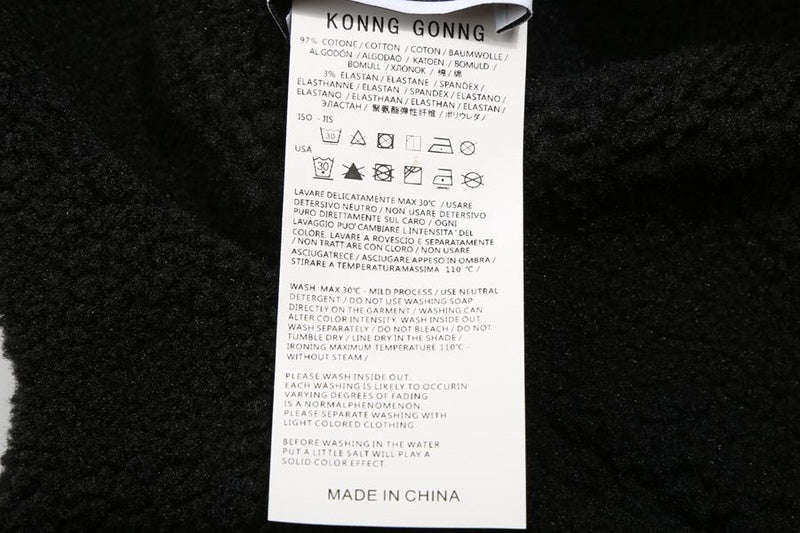 KONNG GONNG
97% COTONE / COTTON / COTON / BAUMWOLLE /
ALGODÓN / ALGODÃO / KATOEN / BOMULD /
BOMULL / ХЛОПОК / 棉 / 綿
3% ELASTAN / ELASTANE / SPANDEX /
ÉLASTHANNE / ELASTAN / SPANDEX / ELASTANO /
ELASTANO / ELASTHAAN / ELASTHAN / ELASTAN /
ЭЛАСТАН / 聚氨酯弹性纤维 / ポリウレタン
ISO - JIS
30
USA
30
LAVARE DELICATAMENTE MAX 30℃ / USARE
DETERSIVO NEUTRO / NON USARE DETERSIVO
PURO DIRETTAMENTE SUL CARO / OGNI
LAVAGGIO PUO' CAMBIARE L INTENSITA' DEL
COLORE, LAVARE A ROVESCIO E SEPARATAMENTE
/ NON TRATT ARE CON CLORO / NON USARE
ASCIUGATRECE / ASCIUGARE APPESO IN OMBRA /
STIRARE A TEMPERATURAMASSIMA 110 ℃ /
WASH MAX 30℃ - MILD PROCESS / USE NEUTRAL
DETERGENT / DO NOT USE WASHING SOAP
DIRECTLY ON THE GARMENT / WASHING CAN
ALTER COLOR INTENSITY. WASH INSIDE OUT.
WASH SEPARATELY / DO NOT BLEACH / DO NOT
TUMBLE DRY / LINE DRY IN THE SHADE /
IRONING MAXIMUM TEMPERATURE 110℃ -
WITHOUT STEAM /
PLEASE WASH INSIDE OUT.
EACH WASHING IS LIKELY TO OCCURIN
VARYING DEGREES OF FADING
IS A NORMALPHENOMENON,
PLEASE SEPARATE WASHING WITH
LIGHT COLORED CLOTHING.
BEFORE WASHING IN THE WATER
PUT A LITTLE SALT WILL PLAY A
SOLID COLOR EFFECT.
MADE IN CHINA